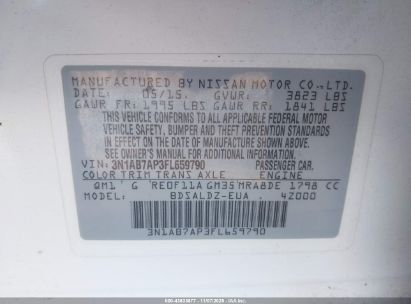 MANUFACTURED BY NISSAN MOTOR CO.,LTD.
DATE: 05/15 GVWR: 3823 LBS
GAWR FR: 1995 LBS GAWR RR: 1841 LBS
THIS VEHICLE CONFORMS TO ALL APPLICABLE FEDERAL MOTOR
VEHICLE SAFETY, BUMPER AND THEFT PREVENTION STANDARDS
IN EFFECT ON THE DATE OF MANUFACTURE SHOWN ABOVE.
SEE OWNER'S MANUAL FOR ADDITIONAL INFORMATION.
VIN: 3N1AB7AP3FL659790 PASSENGER CAR.
COLOR TRIM TRANS AXLE ENGINE
QM1 G RE0F11A GM35 MRA8DE 1798 CC
MODEL BDSALDZ-EUA 4Z000
3N1AB7AP3FL659790